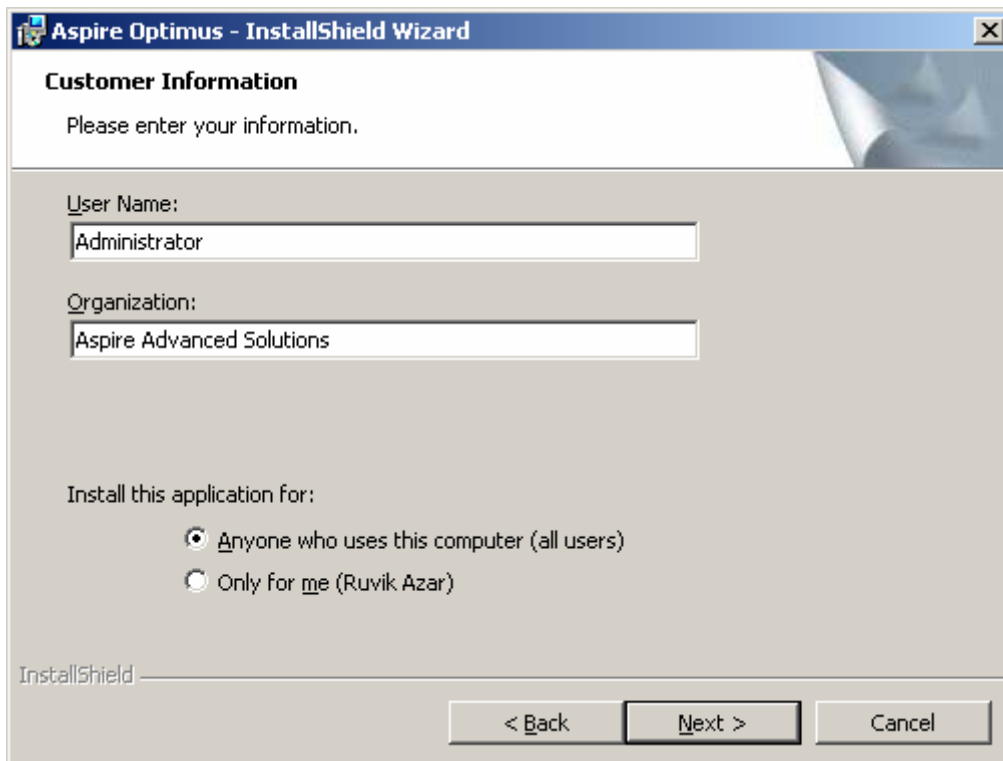 Aspire Optimus - InstallShield Wizard
Customer Information
Please enter your information.
User Name:
Administrator
Organization:
Aspire Advanced Solutions
Install this application for:
Anyone who uses this computer (all users)
Only for me (Ruvik Azar)
InstallShield
< Back
Next >
Cancel